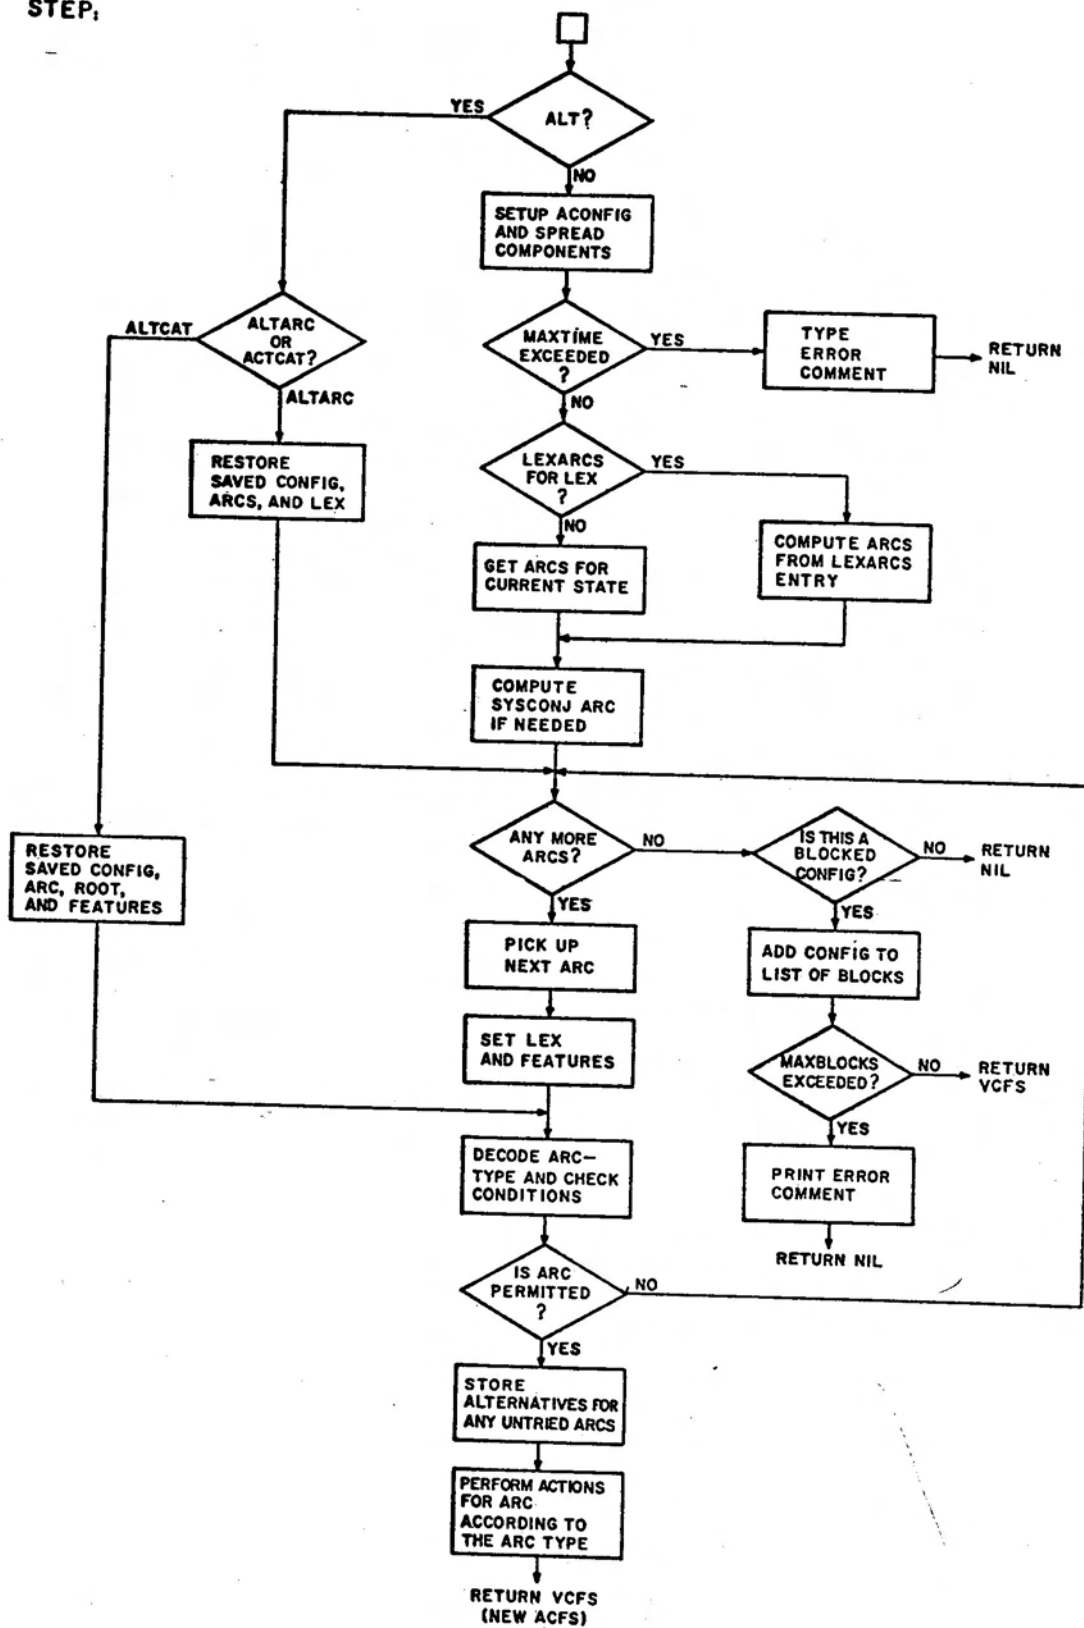 STEP:
ALT?
YES
NO
SETUP ACONFIG
AND SPREAD
COMPONENTS
ALTARC
OR
ACTCAT?
ALTCAT
ALTARC
MAXTIME
EXCEEDED
?
YES
NO
TYPE
ERROR
COMMENT
RETURN
NIL
RESTORE
SAVED CONFIG,
ARCS, AND LEX
LEXARCS
FOR LEX
?
YES
NO
GET ARCS FOR
CURRENT STATE
COMPUTE ARCS
FROM LEXARCS
ENTRY
COMPUTE
SYSCONJ ARC
IF NEEDED
RESTORE
SAVED CONFIG,
ARC, ROOT,
AND FEATURES
ANY MORE
ARCS?
NO
YES
IS THIS A
BLOCKED
CONFIG?
NO
RETURN
NIL
YES
PICK UP
NEXT ARC
ADD CONFIG TO
LIST OF BLOCKS
SET LEX
AND FEATURES
MAXBLOCKS
EXCEEDED?
NO
RETURN
VCFS
YES
DECODE ARC-
TYPE AND CHECK
CONDITIONS
PRINT ERROR
COMMENT
RETURN NIL
IS ARC
PERMITTED
?
NO
YES
STORE
ALTERNATIVES FOR
ANY UNTRIED ARCS
PERFORM ACTIONS
FOR ARC
ACCORDING TO
THE ARC TYPE
RETURN VCFS
(NEW ACFS)